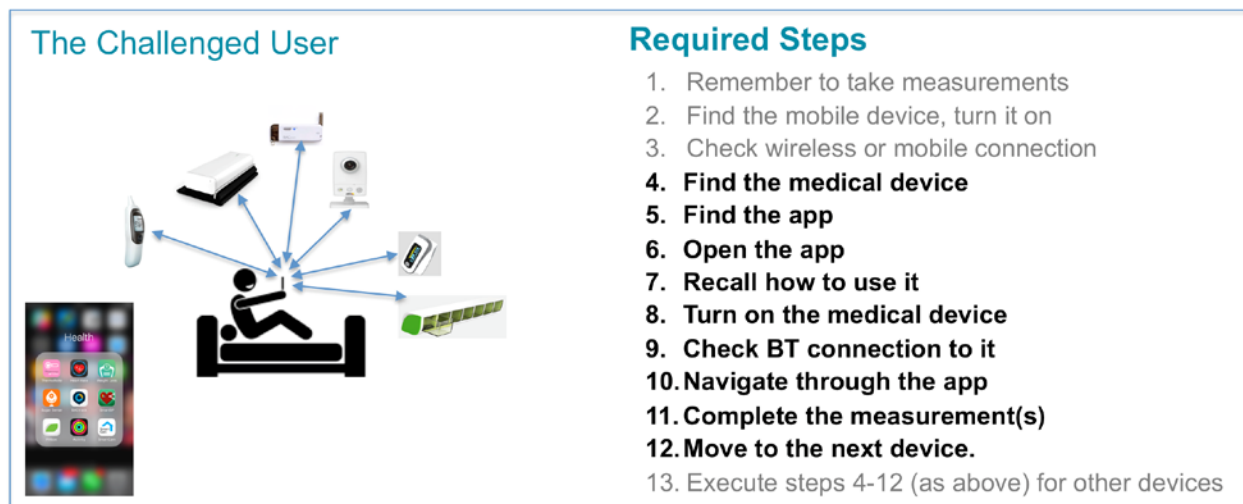 The Challenged User
Health
Required Steps
1. Remember to take measurements
2. Find the mobile device, turn it on
3. Check wireless or mobile connection
4. Find the medical device
5. Find the app
6. Open the app
7. Recall how to use it
8. Turn on the medical device
9. Check BT connection to it
10. Navigate through the app
11. Complete the measurement(s)
12. Move to the next device.
13. Execute steps 4-12 (as above) for other devices